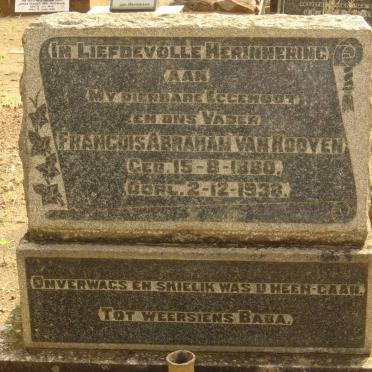 In Liefdevolle Herinnering
aan
my dierbare Eggenoot
en ons Vader
Francois Abraham van Rooyen
Geb. 15-8-1880.
Oorl. 2-12-1938.
Onverwags en skielik was u heen-gaan.
Tot weersiens Baba.